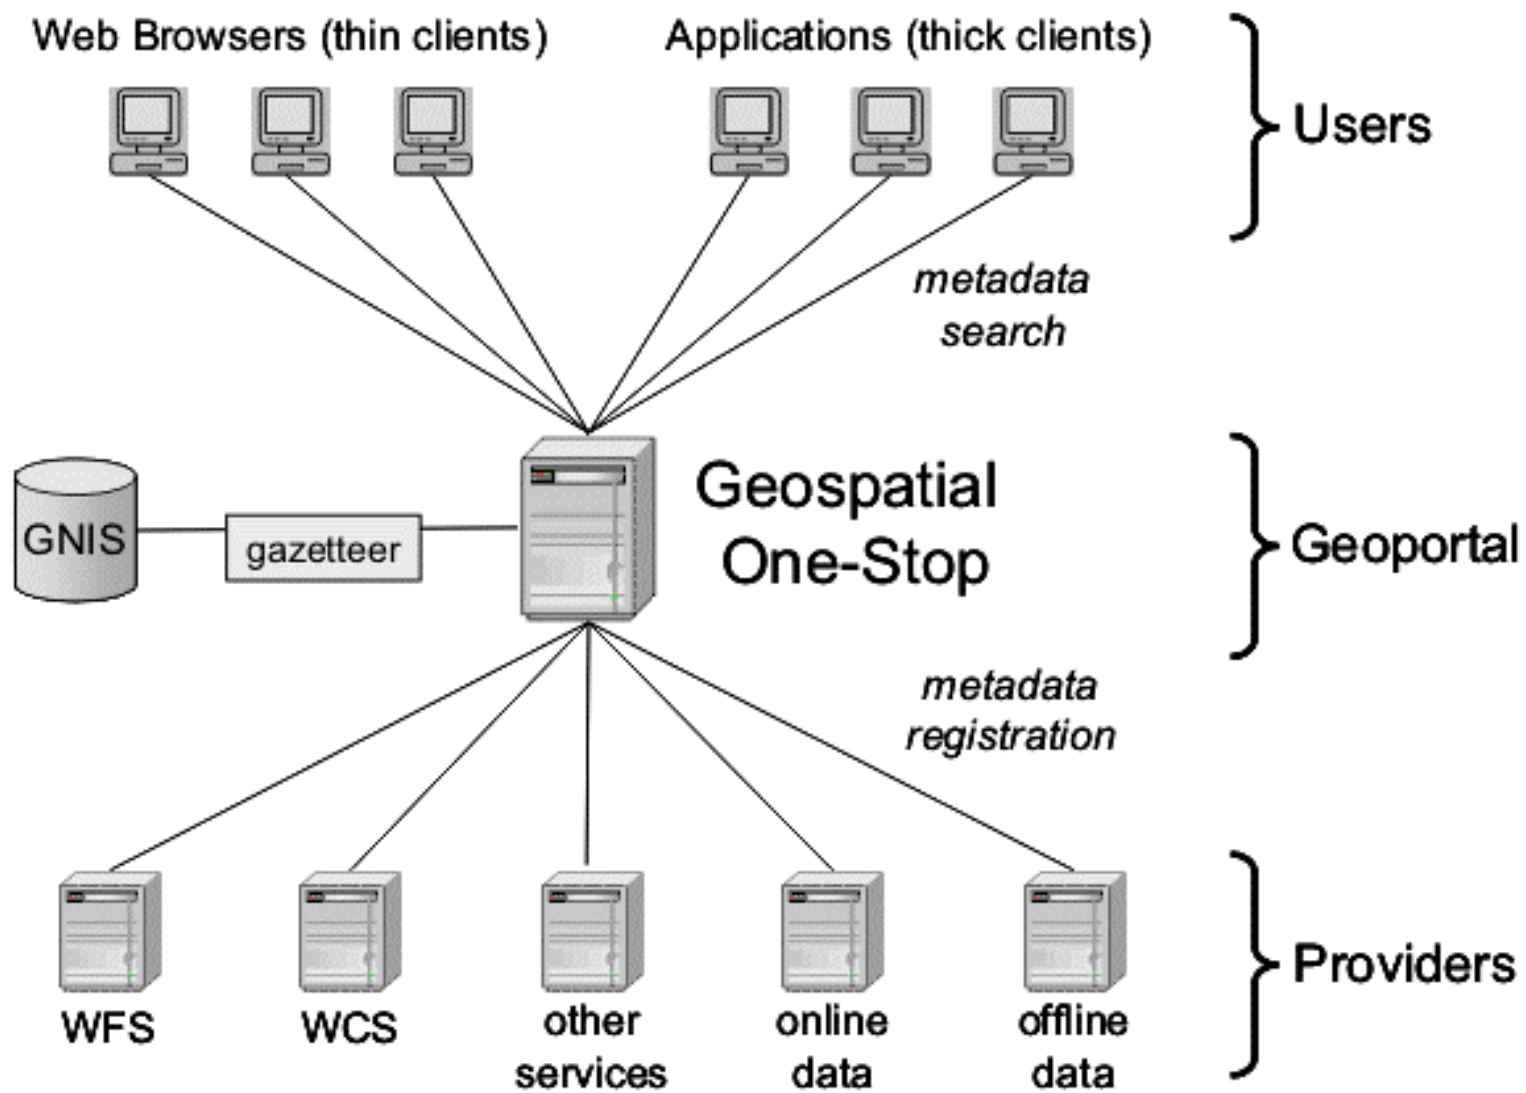 Web Browsers (thin clients)
Applications (thick clients)
Users
metadata
search
GNIS
gazetteer
Geospatial
One-Stop
Geoportal
metadata
registration
WFS
WCS
other
services
online
data
offline
data
Providers